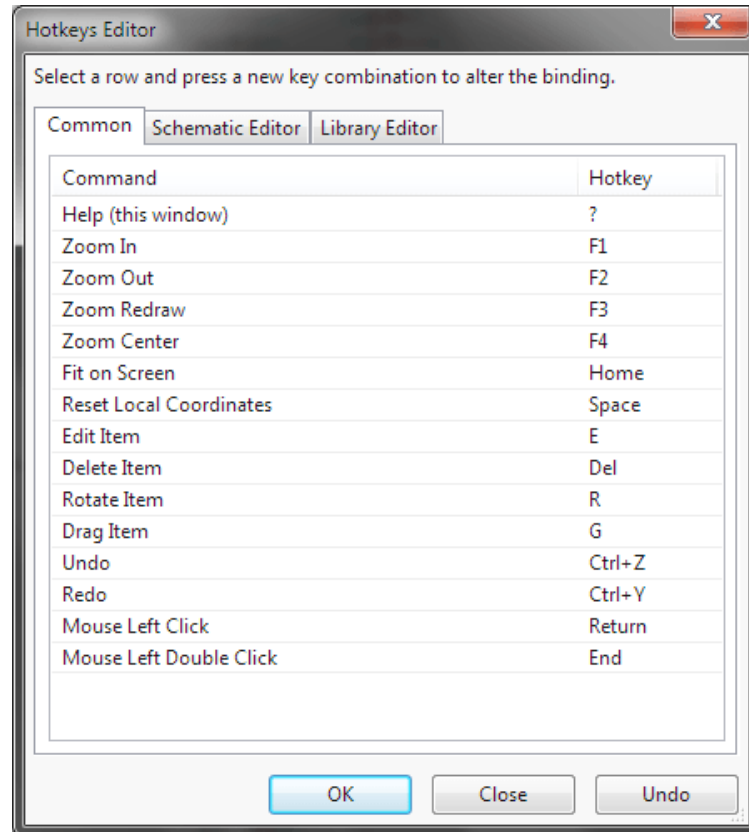 Hotkeys Editor
Select a row and press a new key combination to alter the binding.
Common Schematic Editor Library Editor
Command Hotkey
Help (this window) ?
Zoom In F1
Zoom Out F2
Zoom Redraw F3
Zoom Center F4
Fit on Screen Home
Reset Local Coordinates Space
Edit Item E
Delete Item Del
Rotate Item R
Drag Item G
Undo Ctrl+Z
Redo Ctrl+Y
Mouse Left Click Return
Mouse Left Double Click End
OK Close Undo